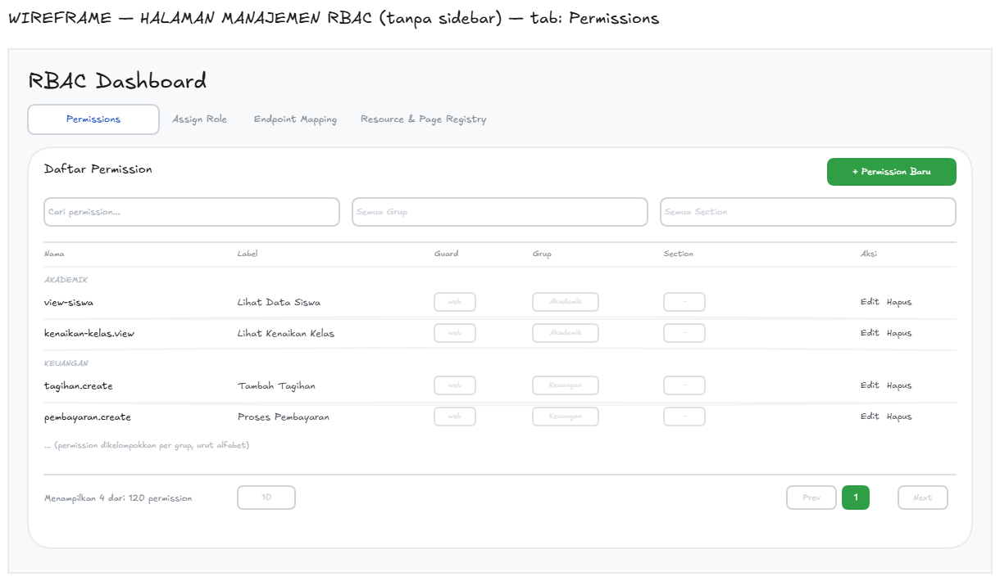 WIREFRAME — HALAMAN MANAJEMEN RBAC (tanpa sidebar) — tab: Permissions
RBAC Dashboard
Permissions Assign Role Endpoint Mapping Resource & Page Registry
Daftar Permission
+ Permission Baru
Cari permission... Semua Grup Semua Section
Nama Label Guard Grup Section Aksi
AKADEMIK
view-siswa Lihat Data Siswa web Akademik - Edit Hapus
kenaikan-kelas.view Lihat Kenaikan Kelas web Akademik - Edit Hapus
KEUANGAN
tagihan.create Tambah Tagihan web Keuangan - Edit Hapus
pembayaran.create Proses Pembayaran web Keuangan - Edit Hapus
... (permission dikelompokkan per grup, urut alfabet)
Menampilkan 4 dari 120 permission 10 Prev 1 Next